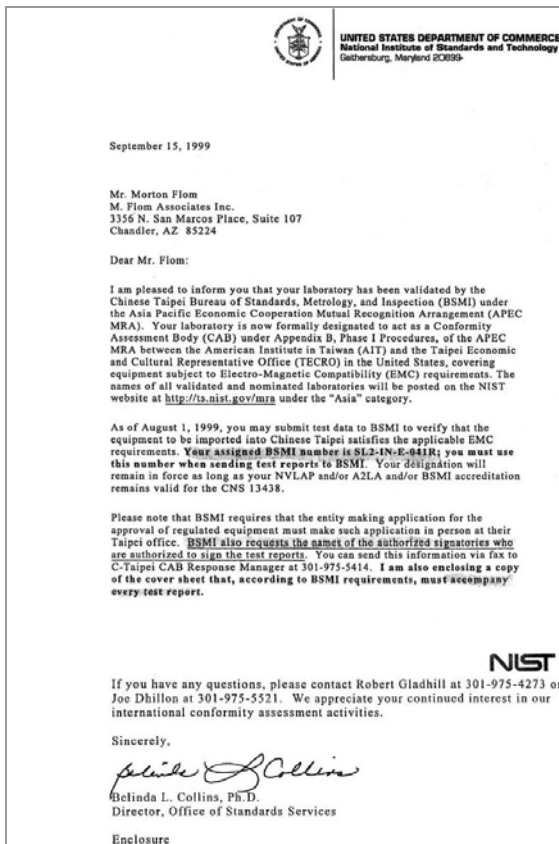 UNITED STATES DEPARTMENT OF COMMERCE
National Institute of Standards and Technology
Gaithersburg, Maryland 20899-
September 15, 1999
Mr. Morton Flom
M. Flom Associates Inc.
3356 N. San Marcos Place, Suite 107
Chandler, AZ 85224
Dear Mr. Flom:
I am pleased to inform you that your laboratory has been validated by the
Chinese Taipei Bureau of Standards, Metrology, and Inspection (BSMI) under
the Asia Pacific Economic Cooperation Mutual Recognition Arrangement (APEC
MRA). Your laboratory is now formally designated to act as a Conformity
Assessment Body (CAB) under Appendix B, Phase I Procedures, of the APEC
MRA between the American Institute in Taiwan (AIT) and the Taipei Economic
and Cultural Representative Office (TECRO) in the United States, covering
equipment subject to Electro-Magnetic Compatibility (EMC) requirements. The
names of all validated and nominated laboratories will be posted on the NIST
website at http://ts.nist.gov/mra under the "Asia" category.
As of August 1, 1999, you may submit test data to BSMI to verify that the
equipment to be imported into Chinese Taipei satisfies the applicable EMC
requirements. Your assigned BSMI number is SL2-IN-E-041R; you must use
this number when sending test reports to BSMI. Your designation will
remain in force as long as your NVLAP and/or A2LA and/or BSMI accreditation
remains valid for the CNS 13438.
Please note that BSMI requires that the entity making application for the
approval of regulated equipment must make such application in person at their
Taipei office. BSMI also requests the names of the authorized signatories who
are authorized to sign the test reports. You can send this information via fax to
C-Taipei CAB Response Manager at 301-975-5414. I am also enclosing a copy
of the cover sheet that, according to BSMI requirements, must accompany
every test report.
NIST
If you have any questions, please contact Robert Gladhill at 301-975-4273 or
Joe Dhillon at 301-975-5521. We appreciate your continued interest in our
international conformity assessment activities.
Sincerely,
Belinda L Collins
Belinda L. Collins, Ph.D.
Director, Office of Standards Services
Enclosure